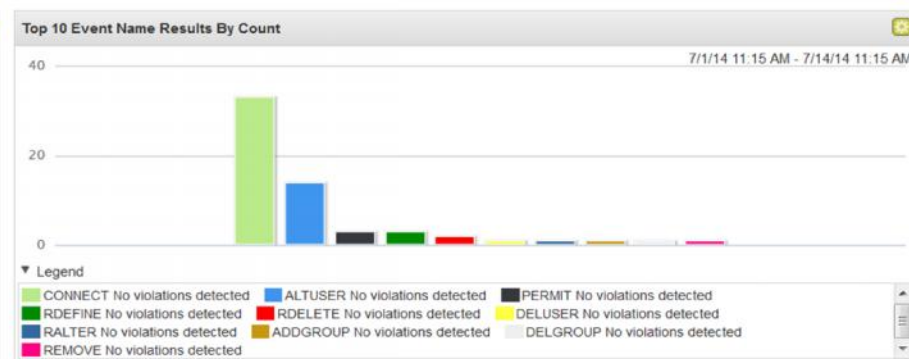 Top 10 Event Name Results By Count
7/1/14 11:15 AM - 7/14/14 11:15 AM
40
20
0
▼ Legend
CONNECT No violations detected ALTUSER No violations detected PERMIT No violations detected
RDEFINE No violations detected RDELETE No violations detected DELUSER No violations detected
RALTER No violations detected ADDGROUP No violations detected DELGROUP No violations detected
REMOVE No violations detected